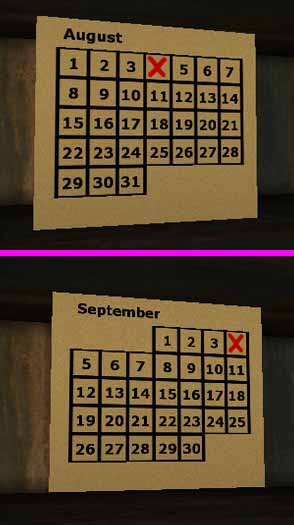 August
1 2 3 X 5 6 7
8 9 10 11 12 13 14
15 16 17 18 19 20 21
22 23 24 25 26 27 28
29 30 31
September
1 2 3 X
5 6 7 8 9 10 11
12 13 14 15 16 17 18
19 20 21 22 23 24 25
26 27 28 29 30